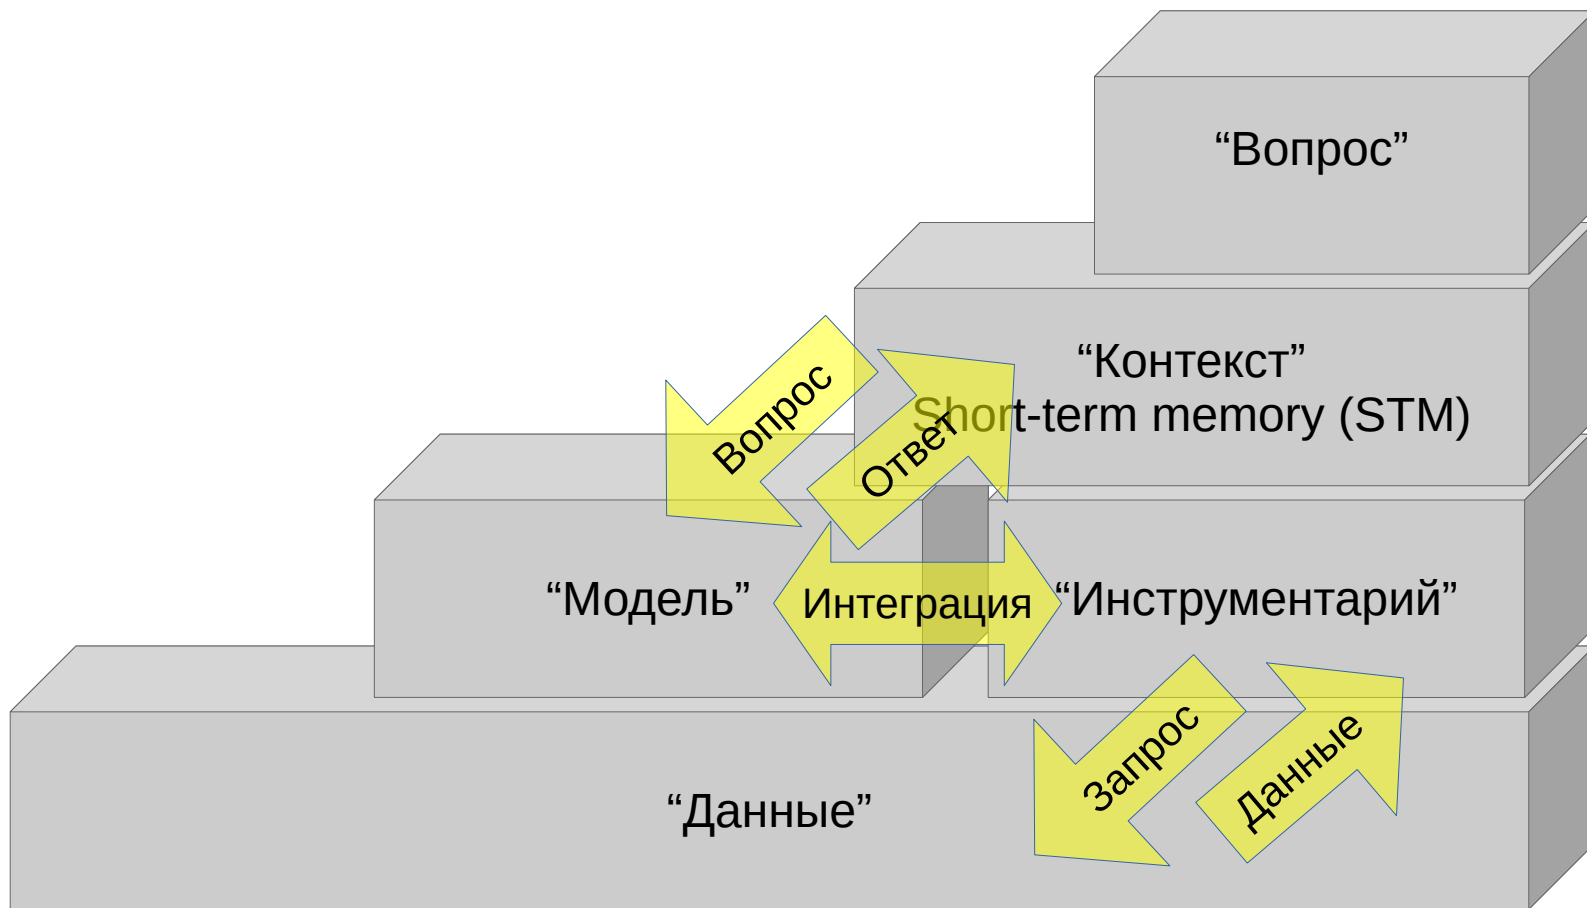 “Вопрос”
“Контекст”
Short-term memory (STM)
Вопрос
Ответ
“Модель”
Интеграция
“Инструментарий”
Запрос
Данные
“Данные”